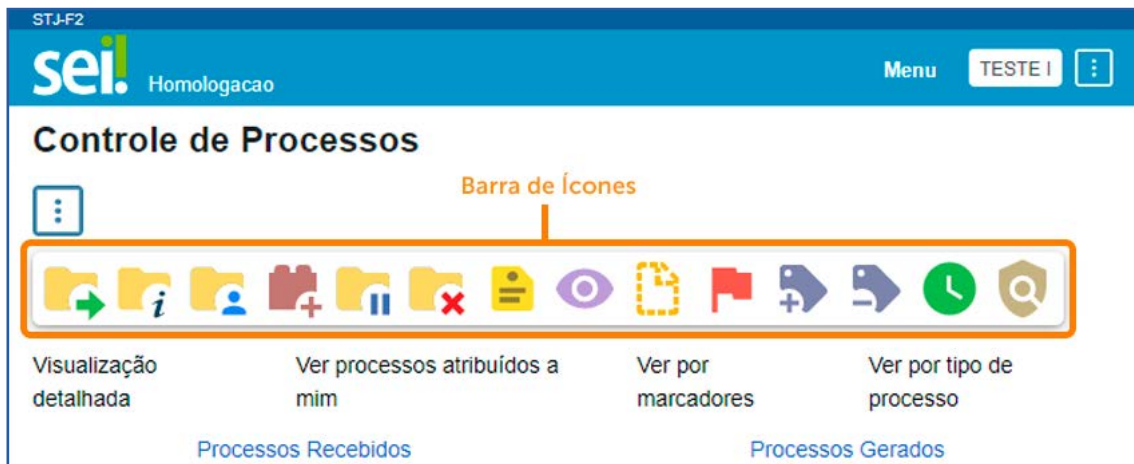 STJ-F2
sei!
Homologacao
Menu
TESTE I
Controle de Processos
Barra de Ícones
Visualização
detalhada
Ver processos atribuídos a
mim
Ver por
marcadores
Ver por tipo de
processo
Processos Recebidos
Processos Gerados